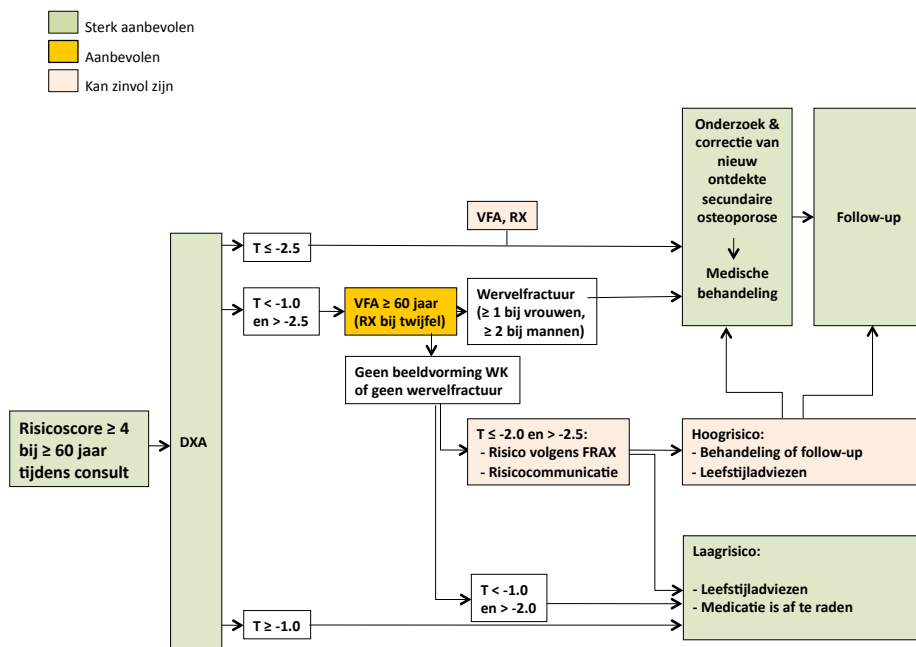 Sterk aanbevolen
Aanbevolen
Kan zinvol zijn
Risicoscore ≥ 4
bij ≥ 60 jaar
tijdens consult
DXA
T ≤ -2.5
VFA, RX
T < -1.0
en > -2.5
VFA ≥ 60 jaar
(RX bij twijfel)
Wervelfractuur
(≥ 1 bij vrouwen,
≥ 2 bij mannen)
Geen beeldvorming WK
of geen wervelfractuur
T ≤ -2.0 en > -2.5:
- Risico volgens FRAX
- Risicocommunicatie
T < -1.0
en > -2.0
T ≥ -1.0
Onderzoek &
correctie van
nieuw
ontdekte
secundaire
osteoporose
Medische
behandeling
Follow-up
Hoogrisico:
- Behandeling of follow-up
- Leefstijladviezen
Laagrisico:
- Leefstijladviezen
- Medicatie is af te raden